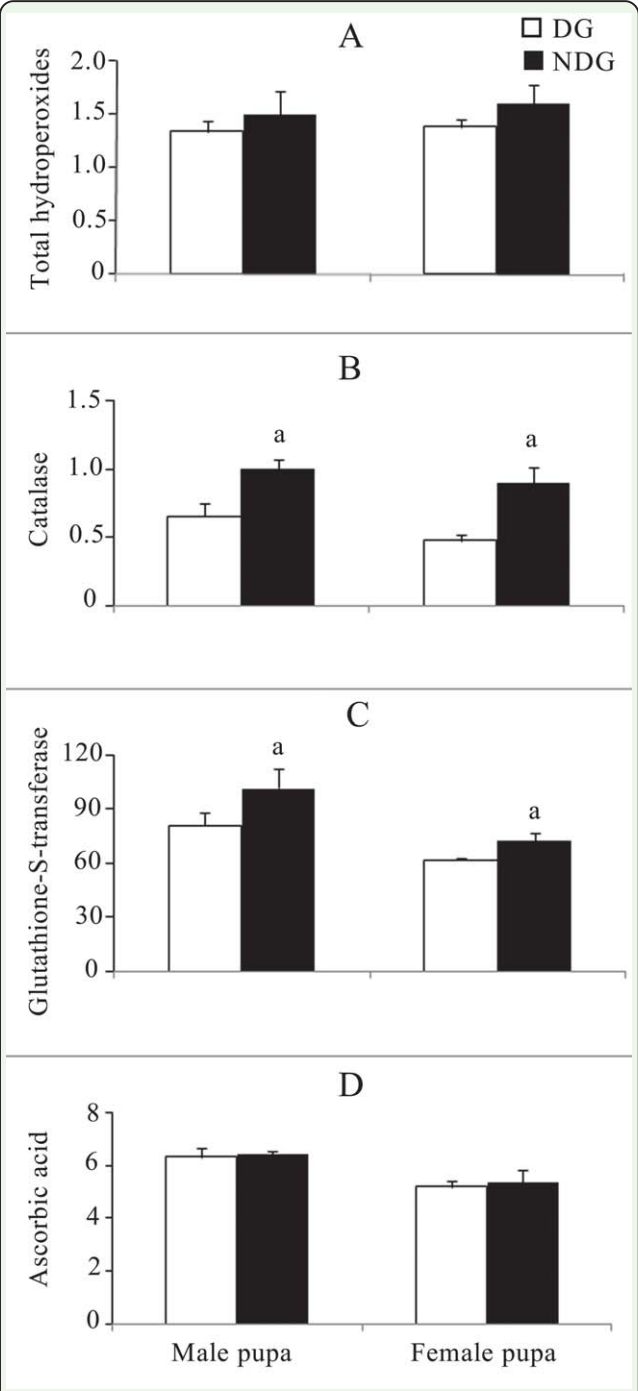 A
DG
NDG
Total hydroperoxides
2.0
1.5
1.0
0.5
0
B
Catalase
1.5
1.0
0.5
0
a
a
C
Glutathione-S-transferase
120
90
60
30
0
a
a
D
Ascorbic acid
8
6
4
2
0
Male pupa
Female pupa